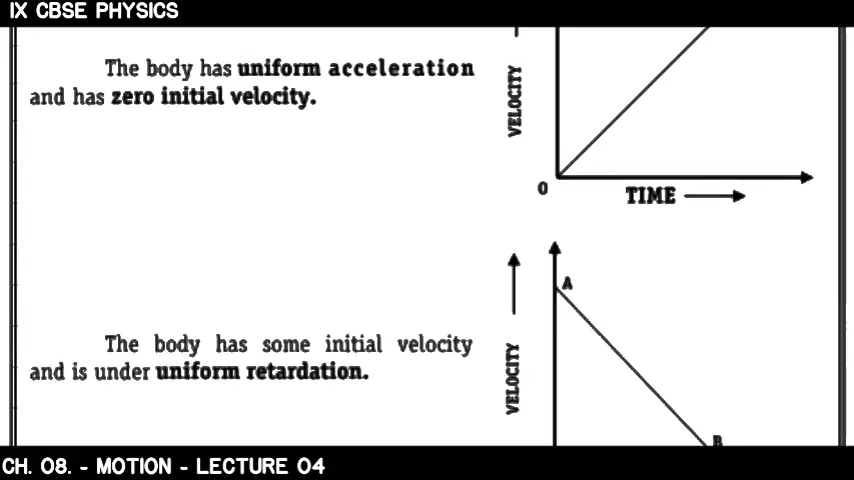 IX CBSE PHYSICS
The body has uniform acceleration
and has zero initial velocity.
VELOCITY
O
TIME
A
The body has some initial velocity
and is under uniform retardation.
VELOCITY
B
CH. 08. - MOTION - LECTURE 04